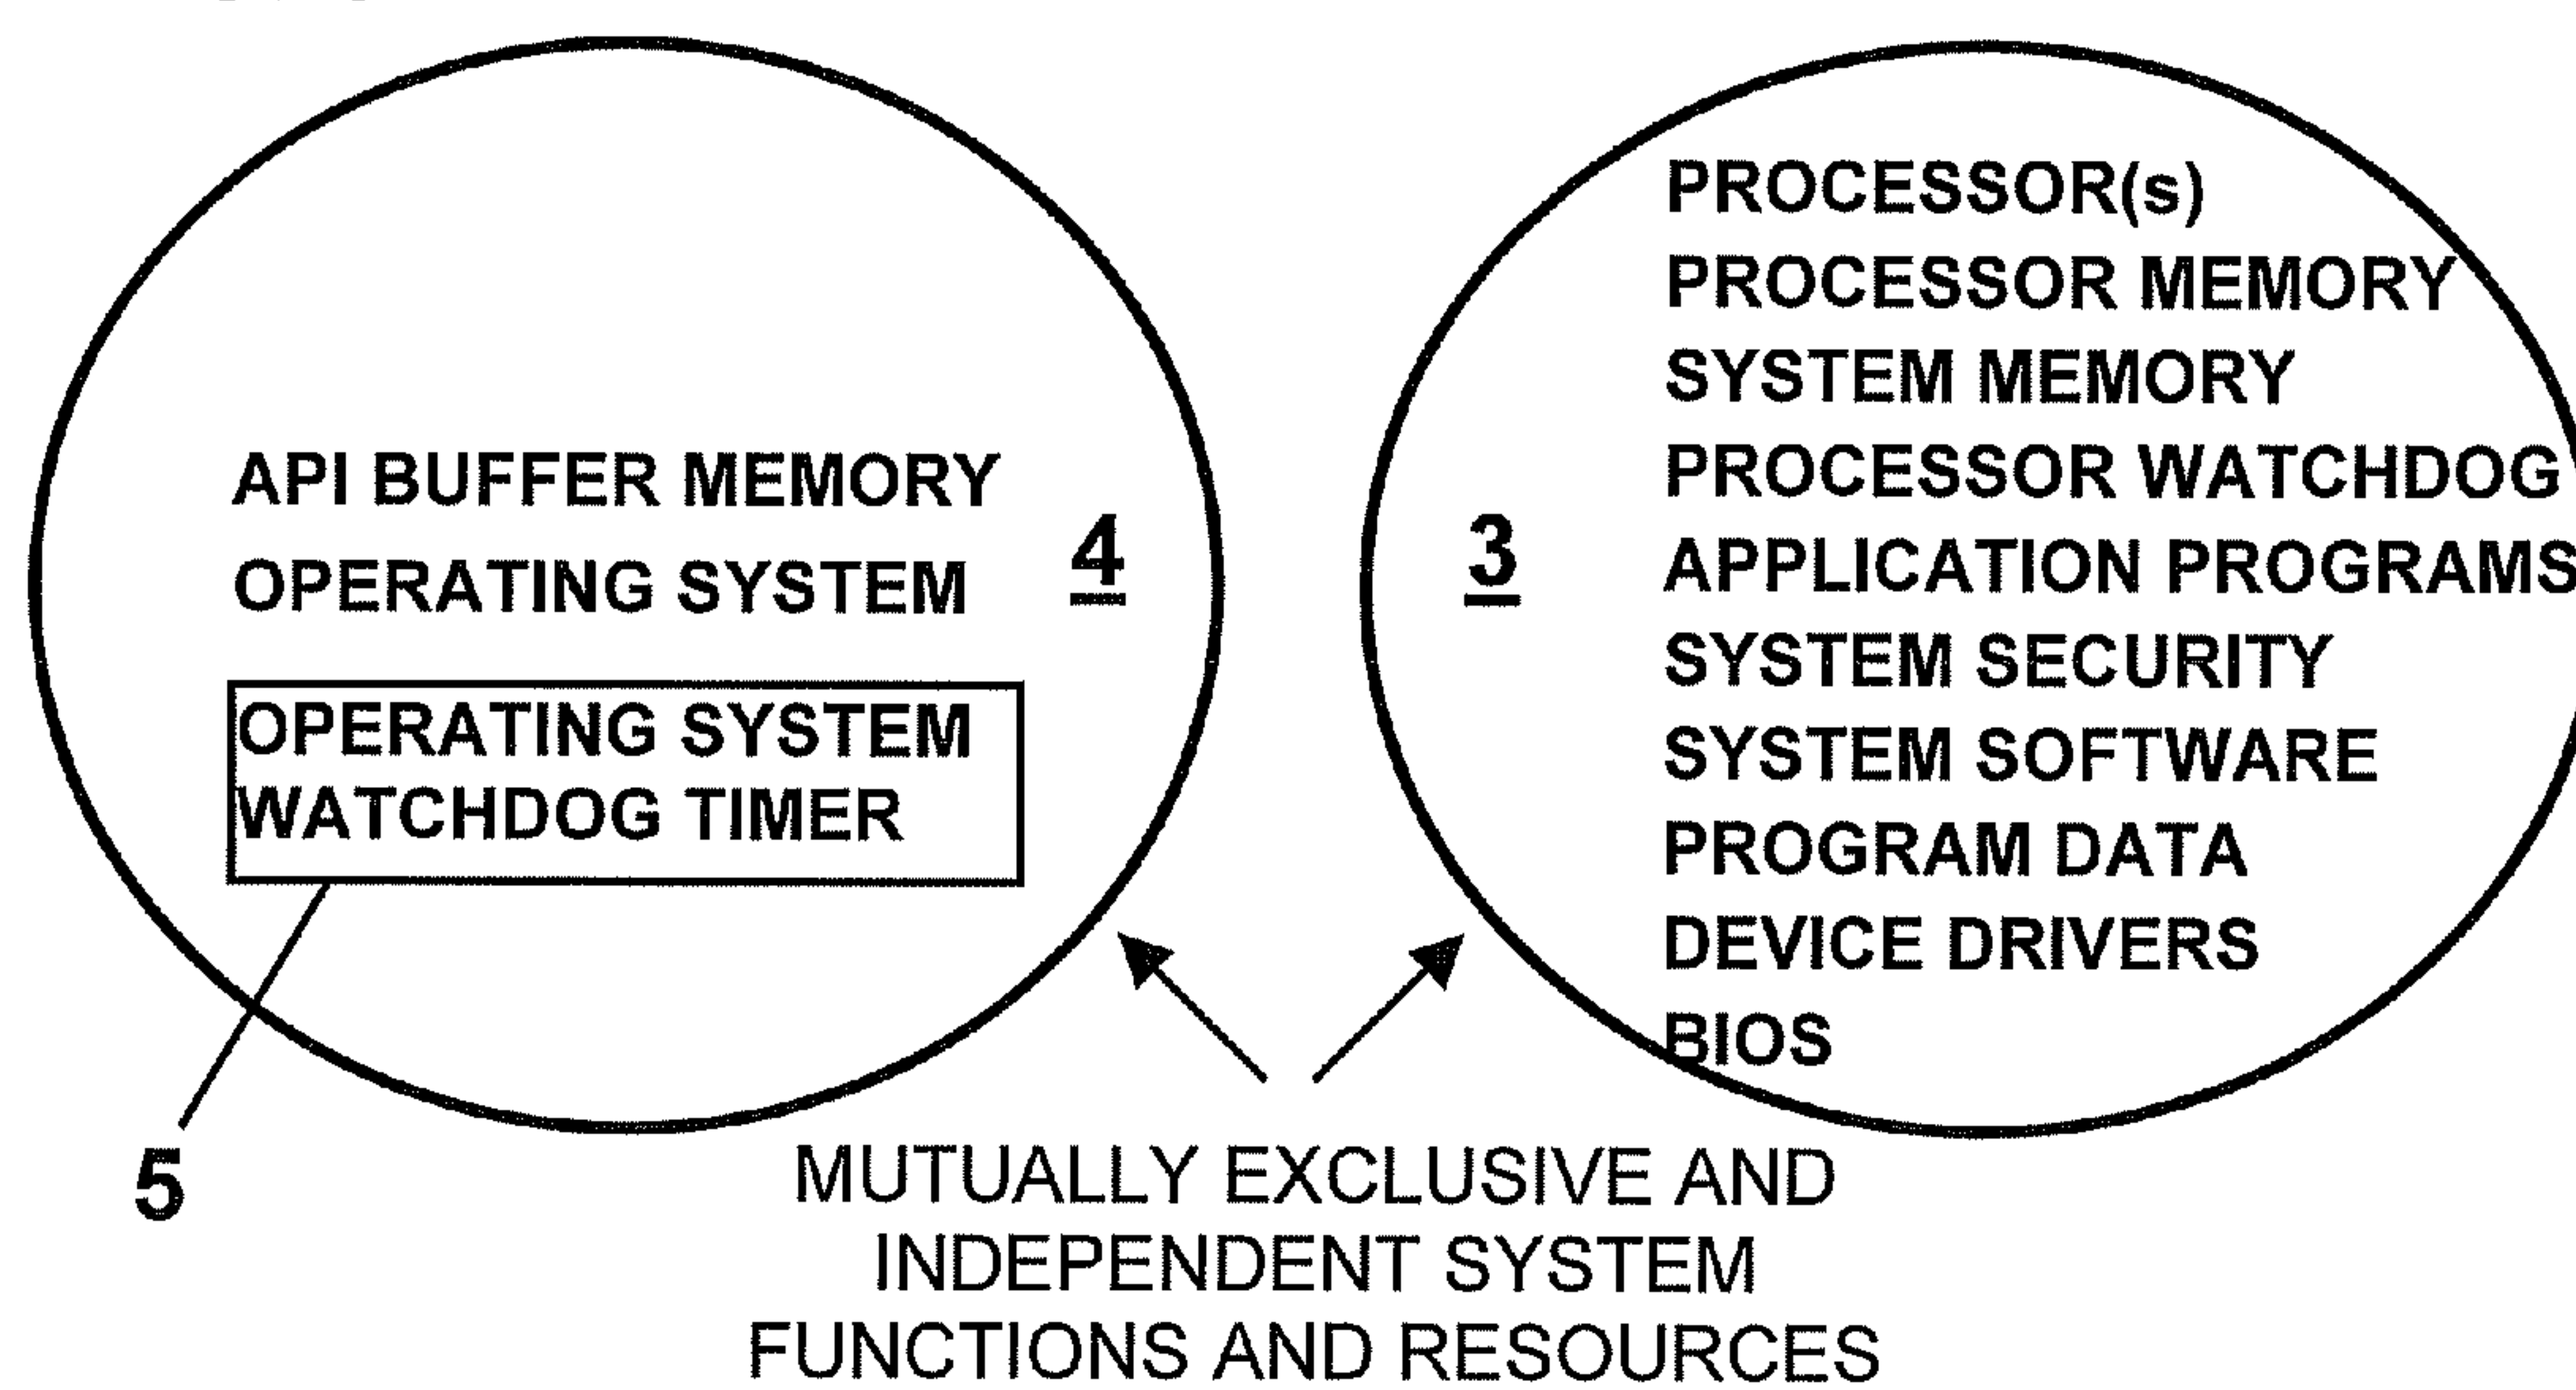 API BUFFER MEMORY
OPERATING SYSTEM
4
OPERATING SYSTEM
WATCHDOG TIMER
5
3
PROCESSOR(s)
PROCESSOR MEMORY
SYSTEM MEMORY
PROCESSOR WATCHDOG
APPLICATION PROGRAMS
SYSTEM SECURITY
SYSTEM SOFTWARE
PROGRAM DATA
DEVICE DRIVERS
BIOS
MUTUALLY EXCLUSIVE AND
INDEPENDENT SYSTEM
FUNCTIONS AND RESOURCES